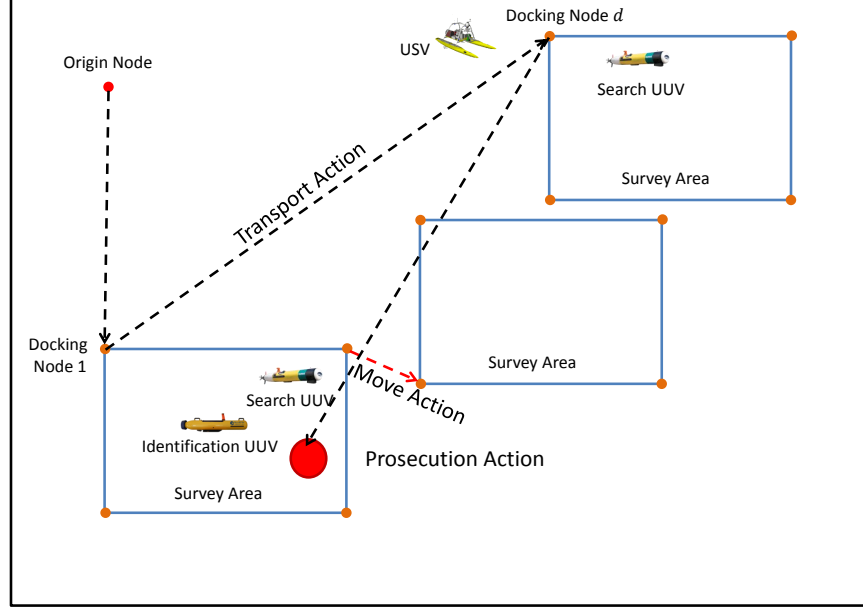 Docking Node d
USV
Origin Node
Search UUV
Transport Action
Survey Area
Docking
Node 1
Survey Area
Move Action
Search UUV
Identification UUV
Prosecution Action
Survey Area